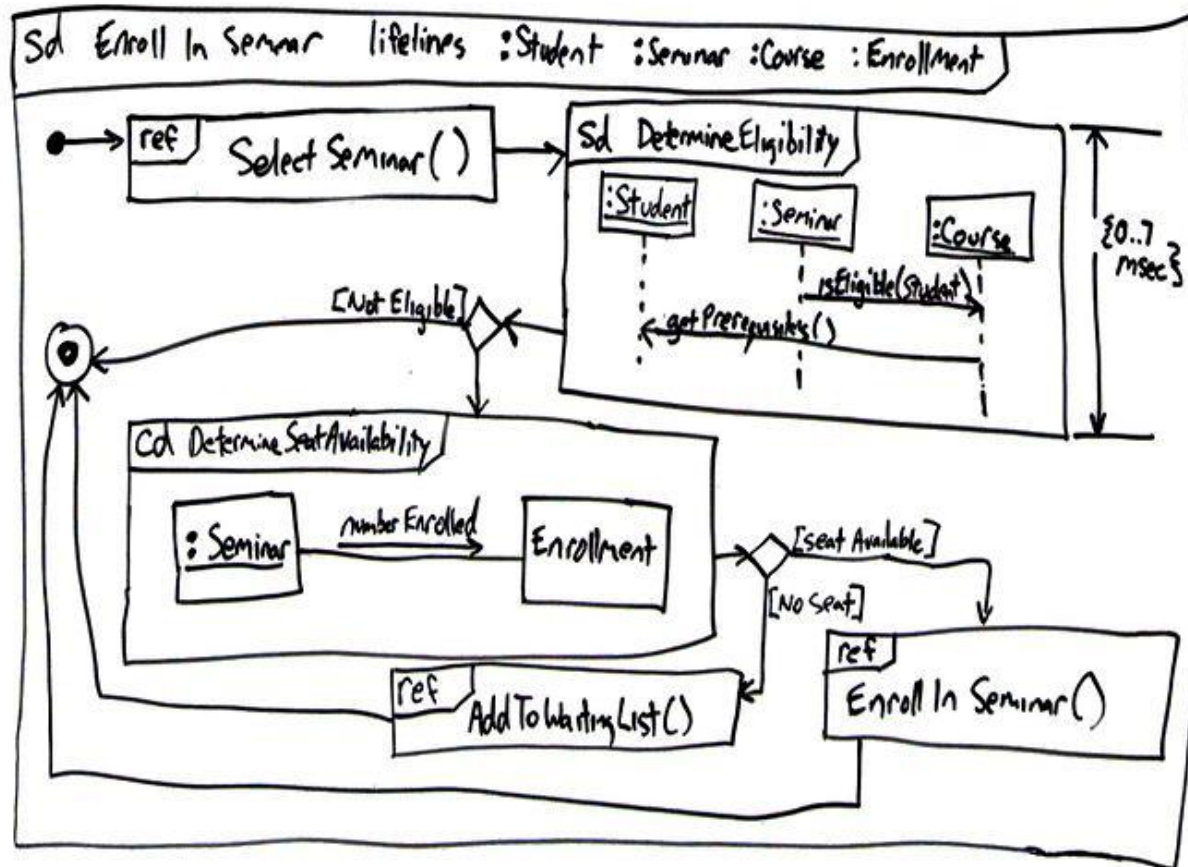 Sd Enroll In Seminar lifelines :Student :Seminar :Course :Enrollment
ref
Select Seminar()
Sd DetermineEligibility
:Student
:Seminar
:Course
{0..7
msec}
isEligible(Student)
getPrerequisites()
[Not Eligible]
Cd DetermineSeatAvailability
:Seminar
numberEnrolled
Enrollment
[seat Available]
[No Seat]
ref
AddToWaitingList()
ref
Enroll In Seminar()